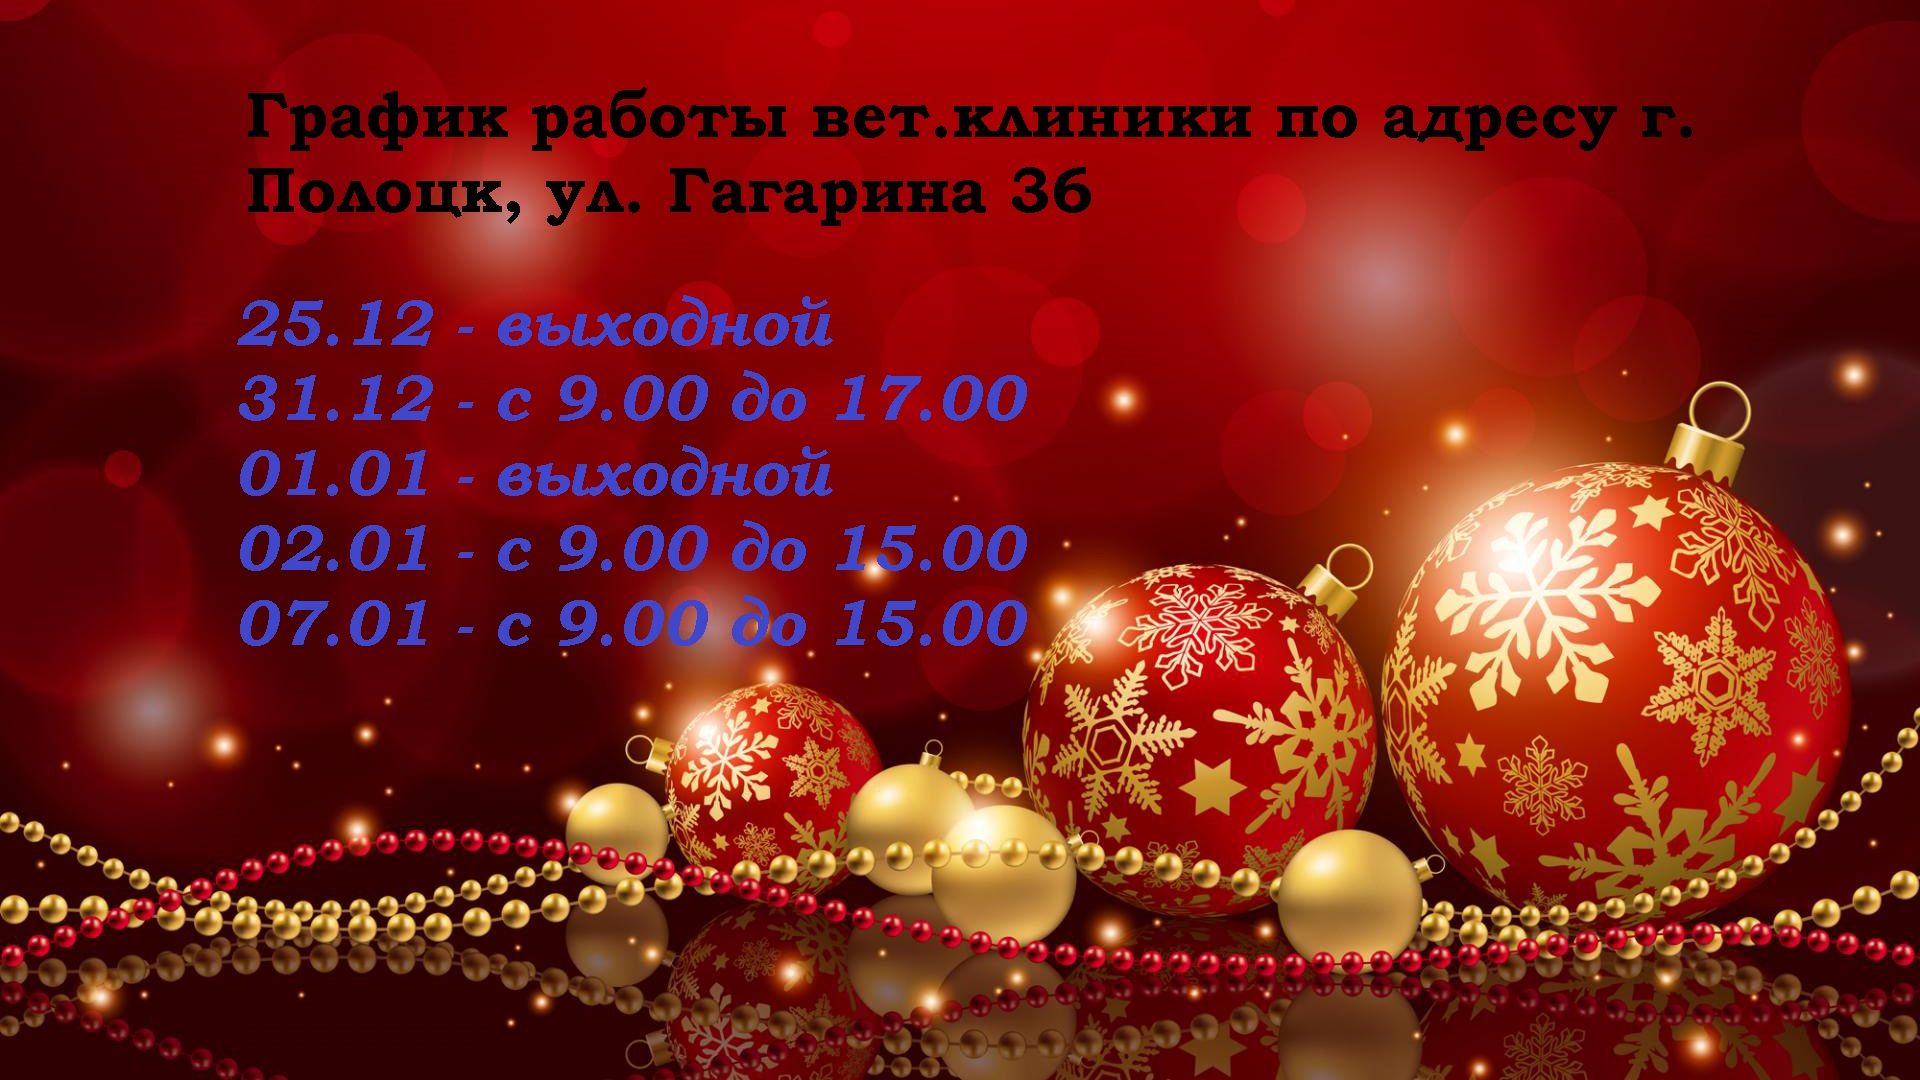 График работы вет.клиники по адресу г.
Полоцк, ул. Гагарина 36
25.12 - выходной
31.12 - с 9.00 до 17.00
01.01 - выходной
02.01 - с 9.00 до 15.00
07.01 - с 9.00 до 15.00